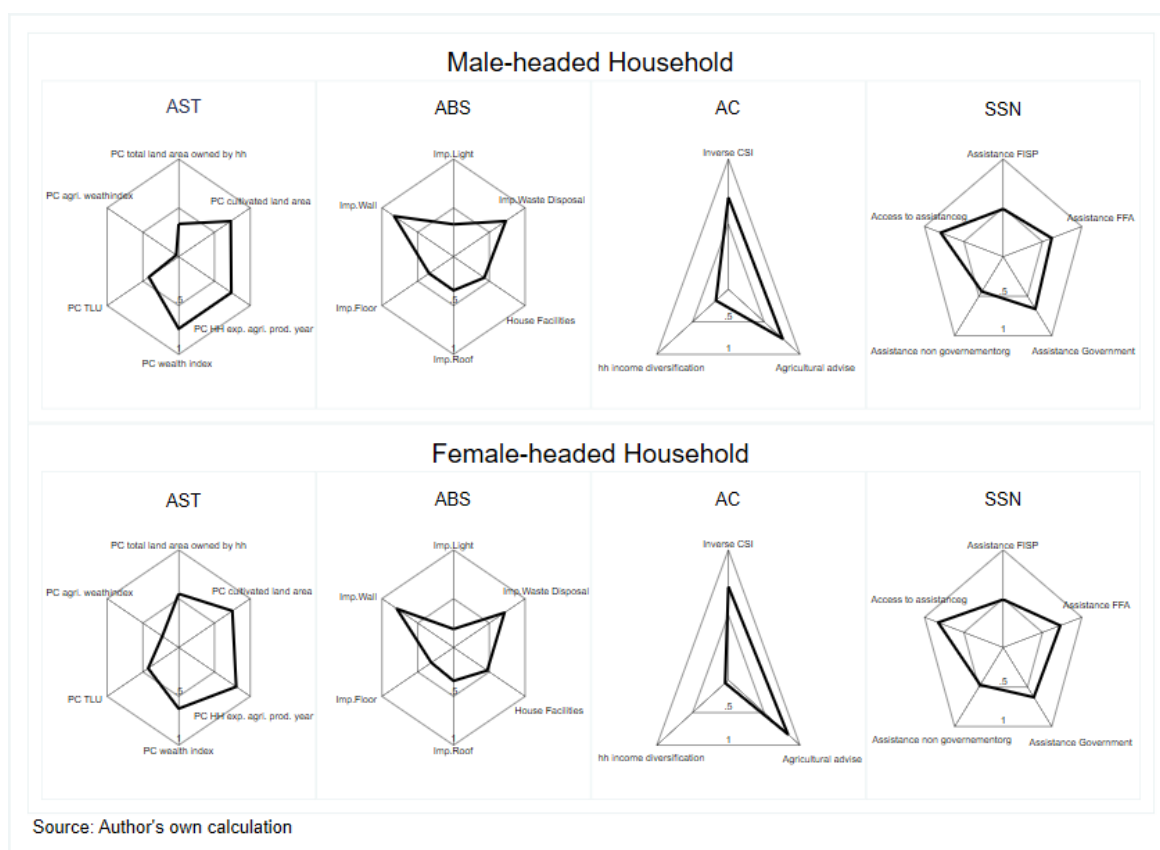 Male-headed Household
AST
ABS
AC
SSN
PC total land area owned by hh
PC agri. weathindex
PC cultivated land area
.5
PC TLU
PC HH exp. agri. prod. year
1
PC wealth index
Imp.Light
Imp.Wall
Imp.Waste Disposal
.5
Imp.Floor
House Facilities
1
Imp.Roof
Inverse CSI
.5
1
hh income diversification
Agricultural advise
Assistance FISP
Access to assistanceg
Assistance FFA
.5
1
Assistance non governementorg
Assistance Government
Female-headed Household
AST
ABS
AC
SSN
PC total land area owned by hh
PC agri. weathindex
PC cultivated land area
.5
PC TLU
PC HH exp. agri. prod. year
1
PC wealth index
Imp.Light
Imp.Wall
Imp.Waste Disposal
.5
Imp.Floor
House Facilities
1
Imp.Roof
Inverse CSI
.5
1
hh income diversification
Agricultural advise
Assistance FISP
Access to assistanceg
Assistance FFA
.5
1
Assistance non governementorg
Assistance Government
Source: Author's own calculation